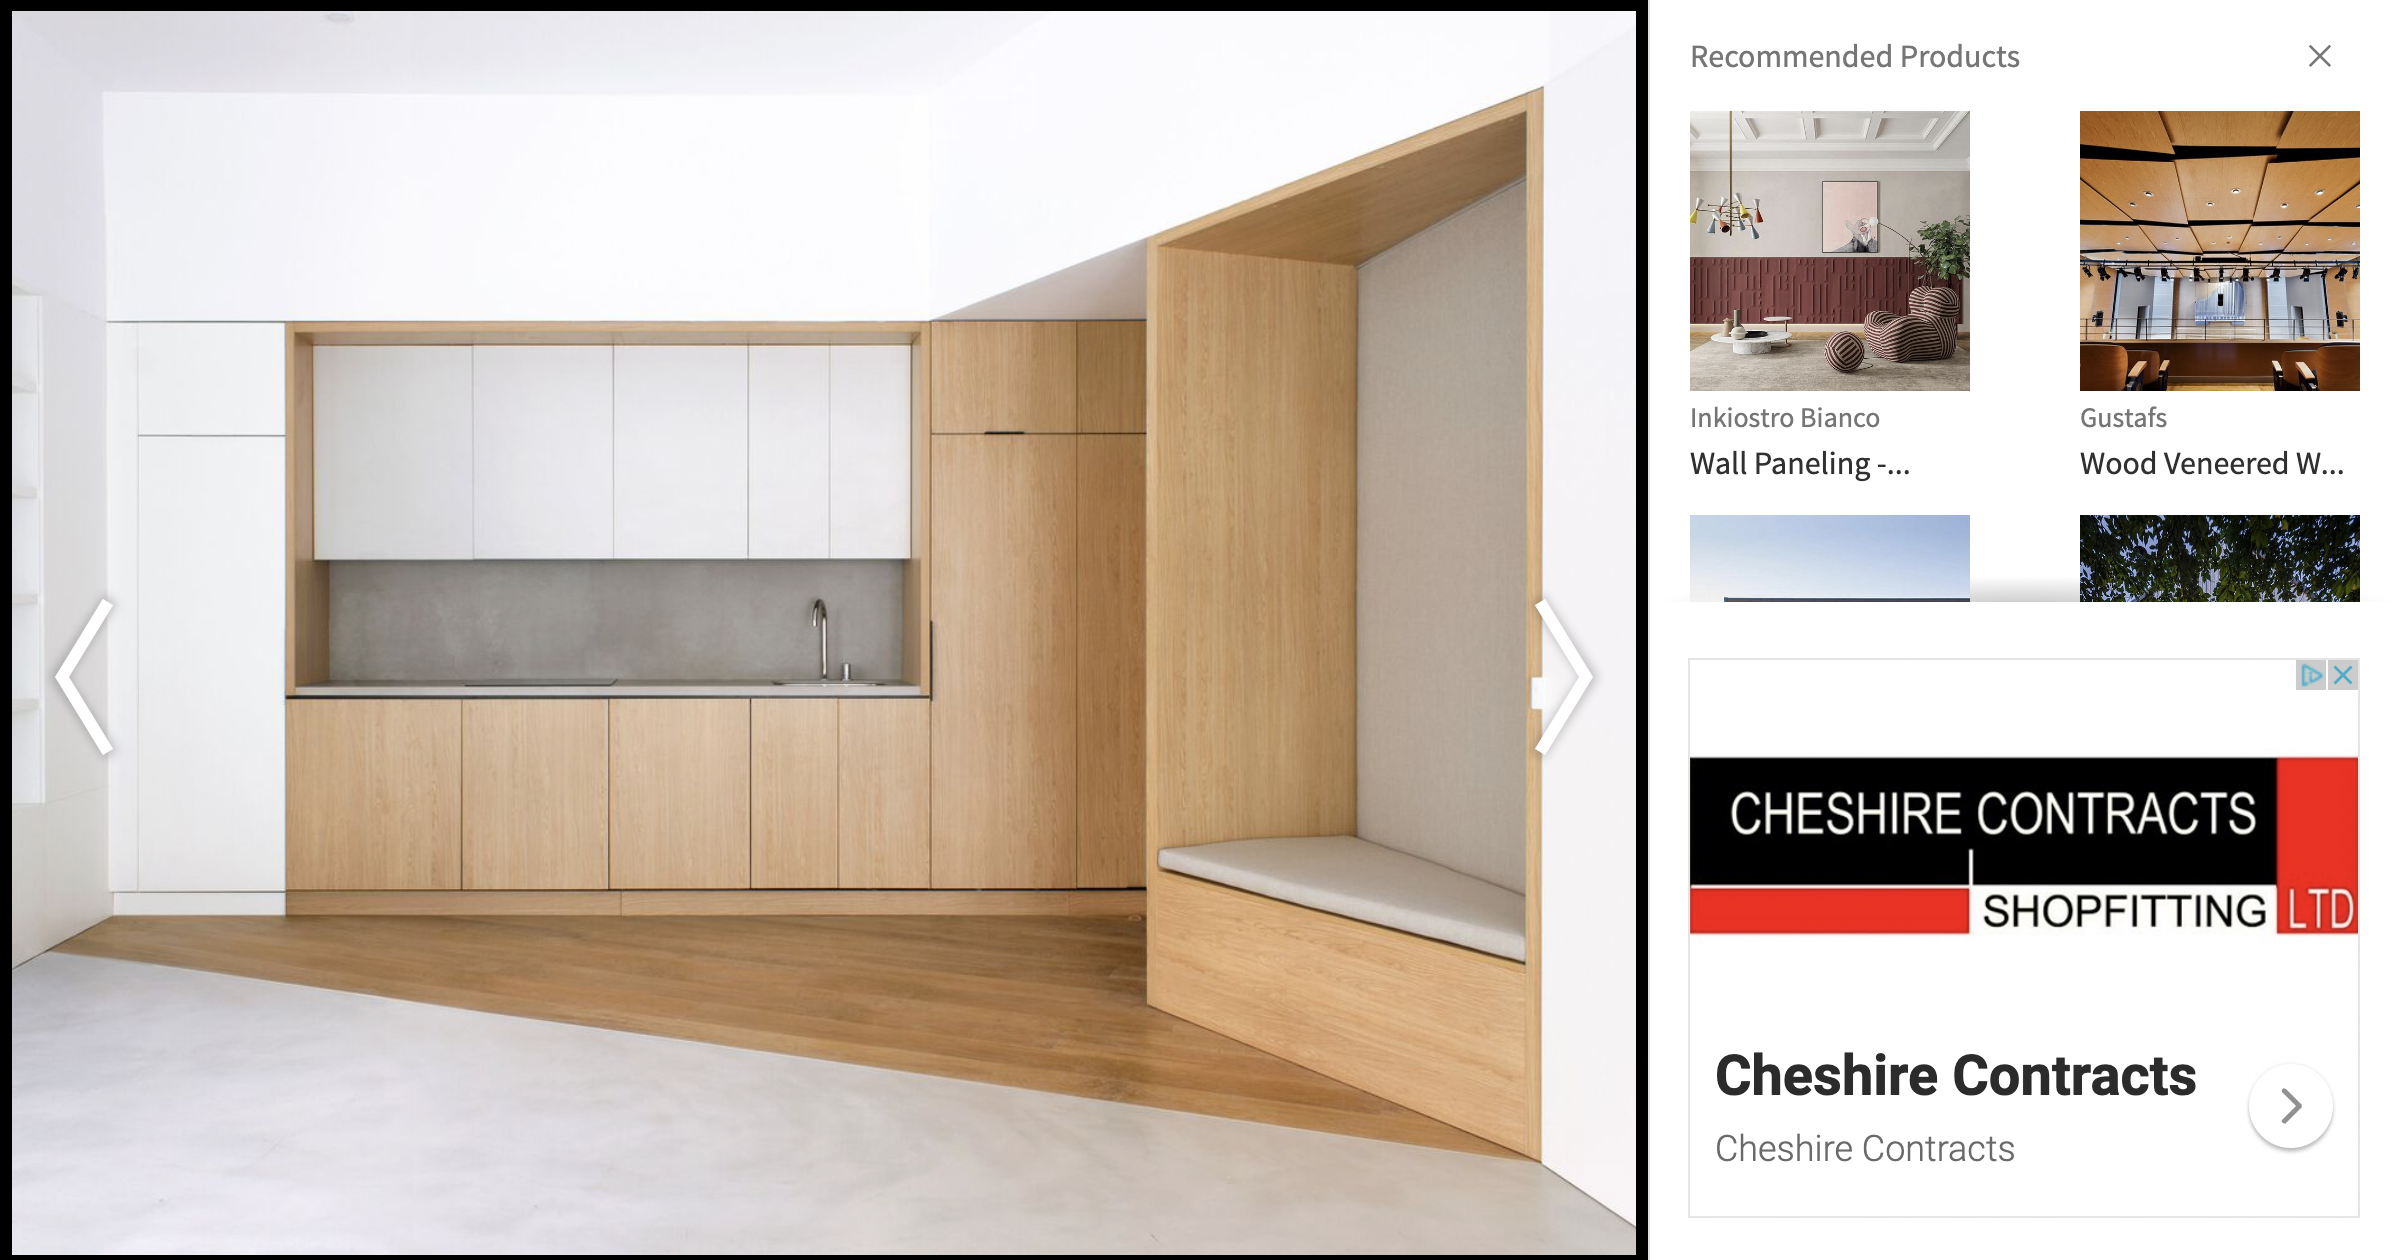 Recommended Products
Inkiostro Bianco
Wall Paneling -...
Gustafs
Wood Veneered W...
CHESHIRE CONTRACTS
SHOPFITTING LTD
Cheshire Contracts
Cheshire Contracts